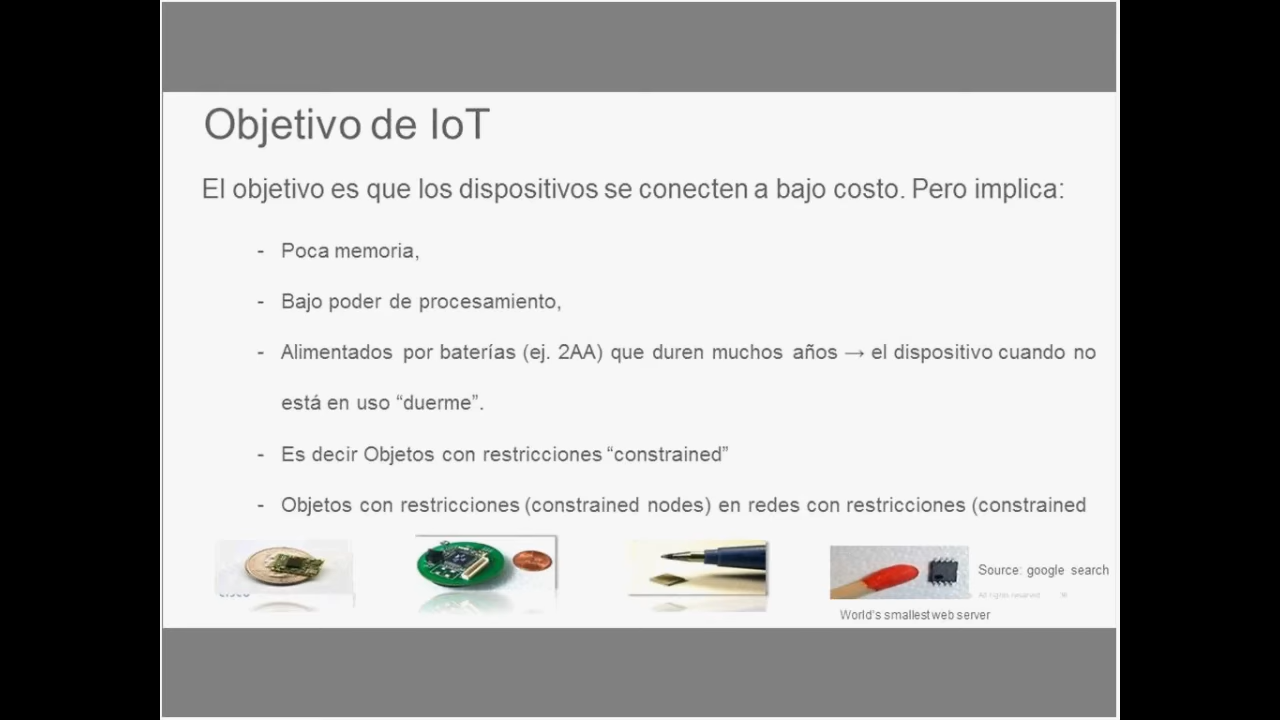 Objetivo de IoT
El objetivo es que los dispositivos se conecten a bajo costo. Pero implica:
- Poca memoria,
- Bajo poder de procesamiento,
- Alimentados por baterías (ej. 2AA) que duren muchos años → el dispositivo cuando no
está en uso “duerme”.
- Es decir Objetos con restricciones “constrained”
- Objetos con restricciones (constrained nodes) en redes con restricciones (constrained
Source: google search
All rights reserved
World's smallest web server